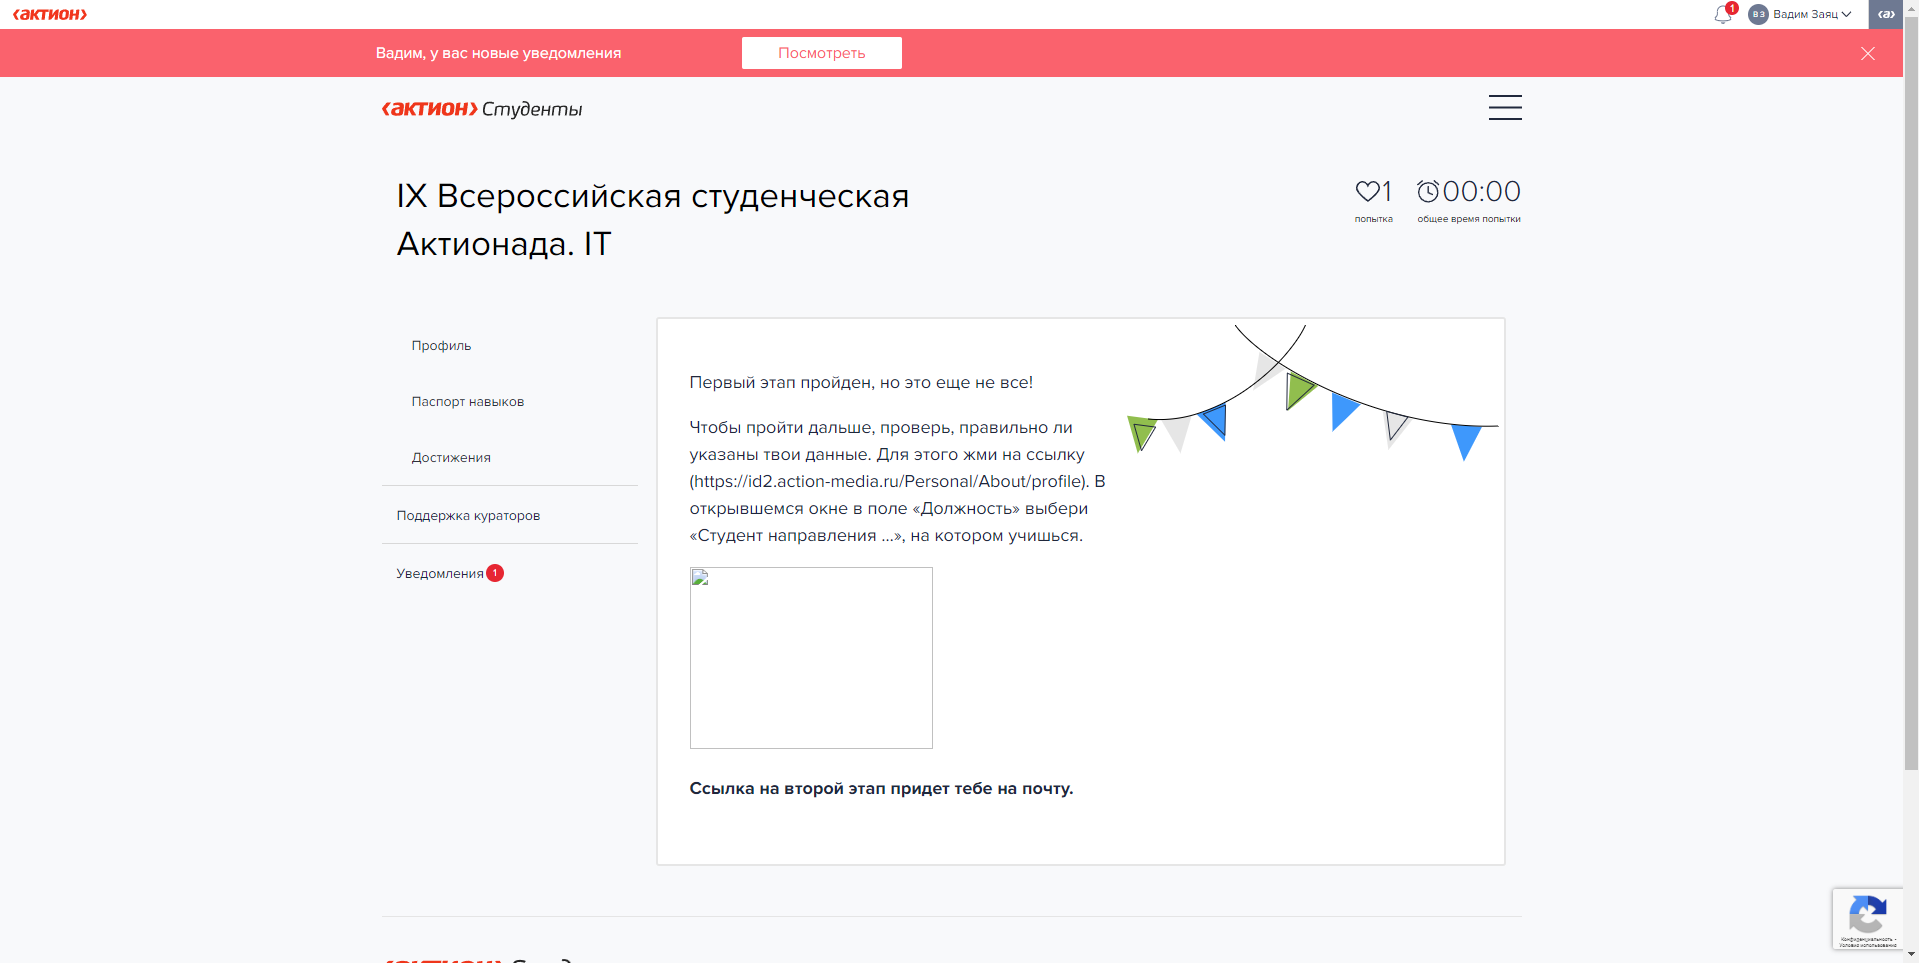 ‹актион›
1
ВЗ
Вадим Заяц
‹а›
Вадим, у вас новые уведомления
Посмотреть
‹актион› Студенты
IX Всероссийская студенческая
Актионада. IT
1
попытка
00:00
общее время попытки
Профиль
Паспорт навыков
Достижения
Поддержка кураторов
Уведомления 1
Первый этап пройден, но это еще не все!
Чтобы пройти дальше, проверь, правильно ли
указаны твои данные. Для этого жми на ссылку
(https://id2.action-media.ru/Personal/About/profile). В
открывшемся окне в поле «Должность» выбери
«Студент направления ...», на котором учишься.
Ссылка на второй этап придет тебе на почту.
Конфиденциальность -
Условия использования